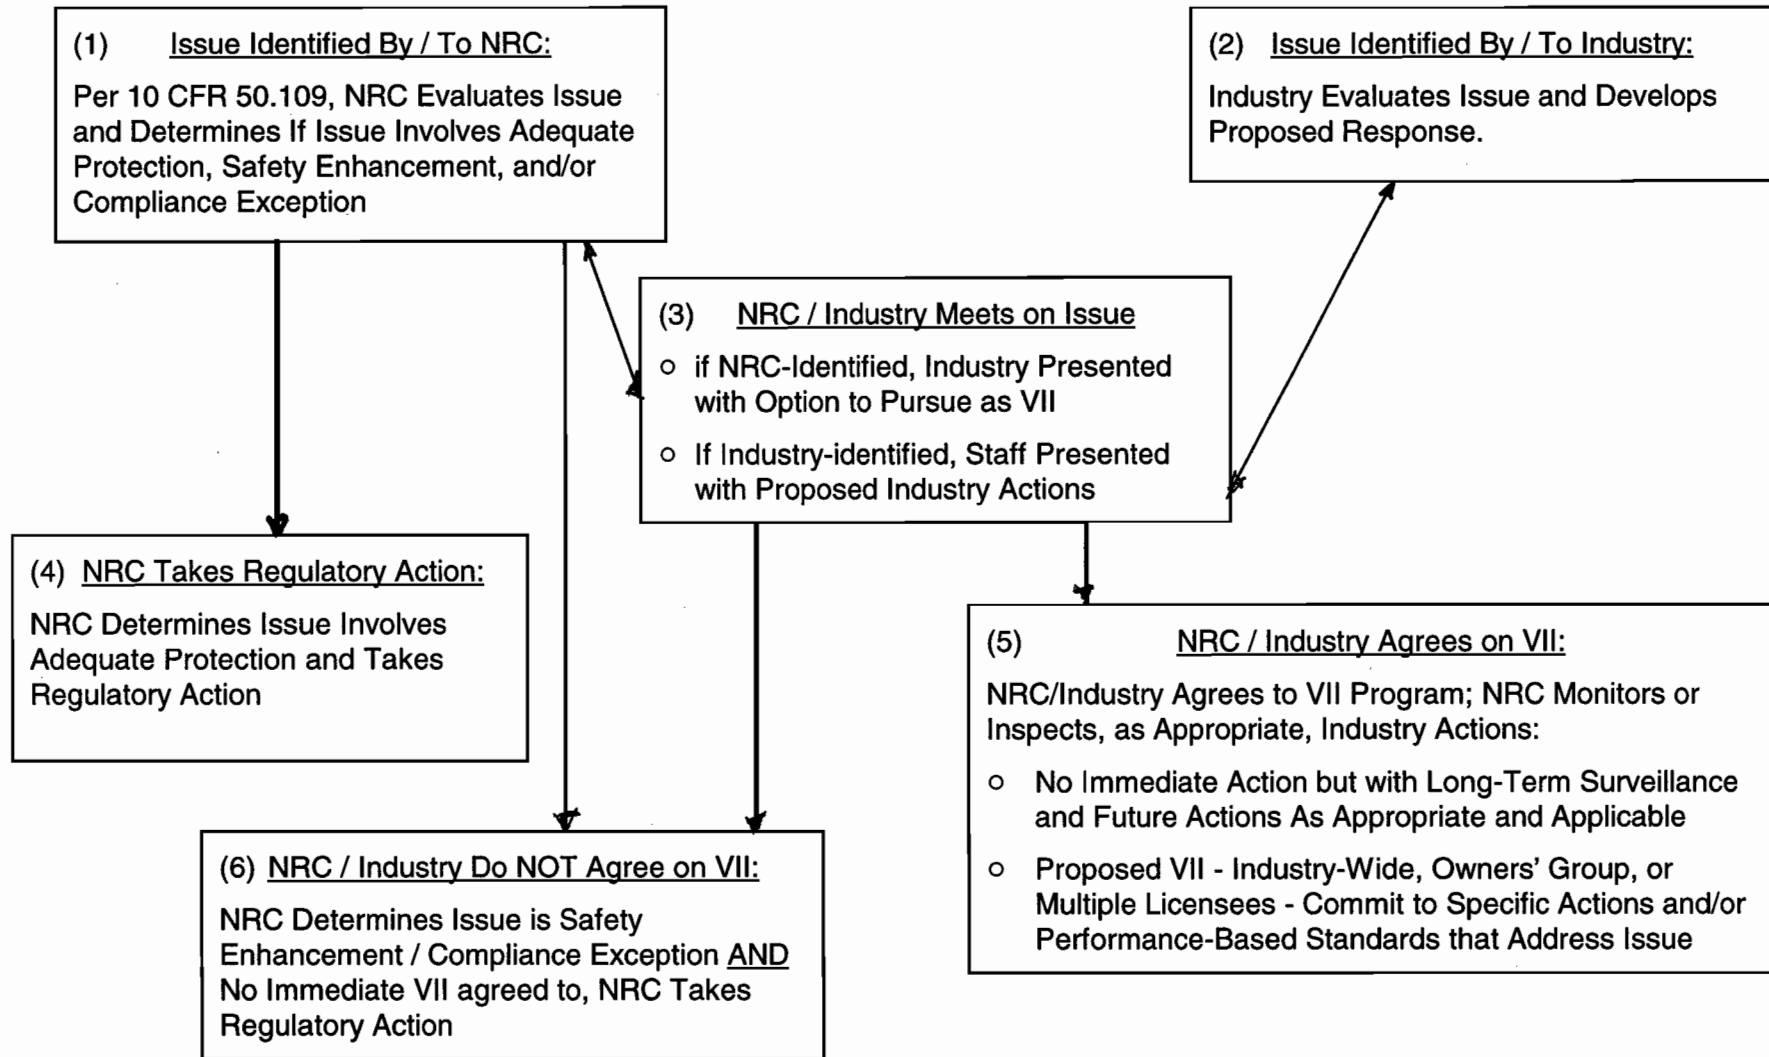 (1) Issue Identified By / To NRC:
Per 10 CFR 50.109, NRC Evaluates Issue
and Determines If Issue Involves Adequate
Protection, Safety Enhancement, and/or
Compliance Exception
(2) Issue Identified By / To Industry:
Industry Evaluates Issue and Develops
Proposed Response.
(3) NRC / Industry Meets on Issue
○ if NRC-Identified, Industry Presented
with Option to Pursue as VII
○ If Industry-identified, Staff Presented
with Proposed Industry Actions
(4) NRC Takes Regulatory Action:
NRC Determines Issue Involves
Adequate Protection and Takes
Regulatory Action
(5) NRC / Industry Agrees on VII:
NRC/Industry Agrees to VII Program; NRC Monitors or
Inspects, as Appropriate, Industry Actions:
○ No Immediate Action but with Long-Term Surveillance
and Future Actions As Appropriate and Applicable
○ Proposed VII - Industry-Wide, Owners' Group, or
Multiple Licensees - Commit to Specific Actions and/or
Performance-Based Standards that Address Issue
(6) NRC / Industry Do NOT Agree on VII:
NRC Determines Issue is Safety
Enhancement / Compliance Exception AND
No Immediate VII agreed to, NRC Takes
Regulatory Action